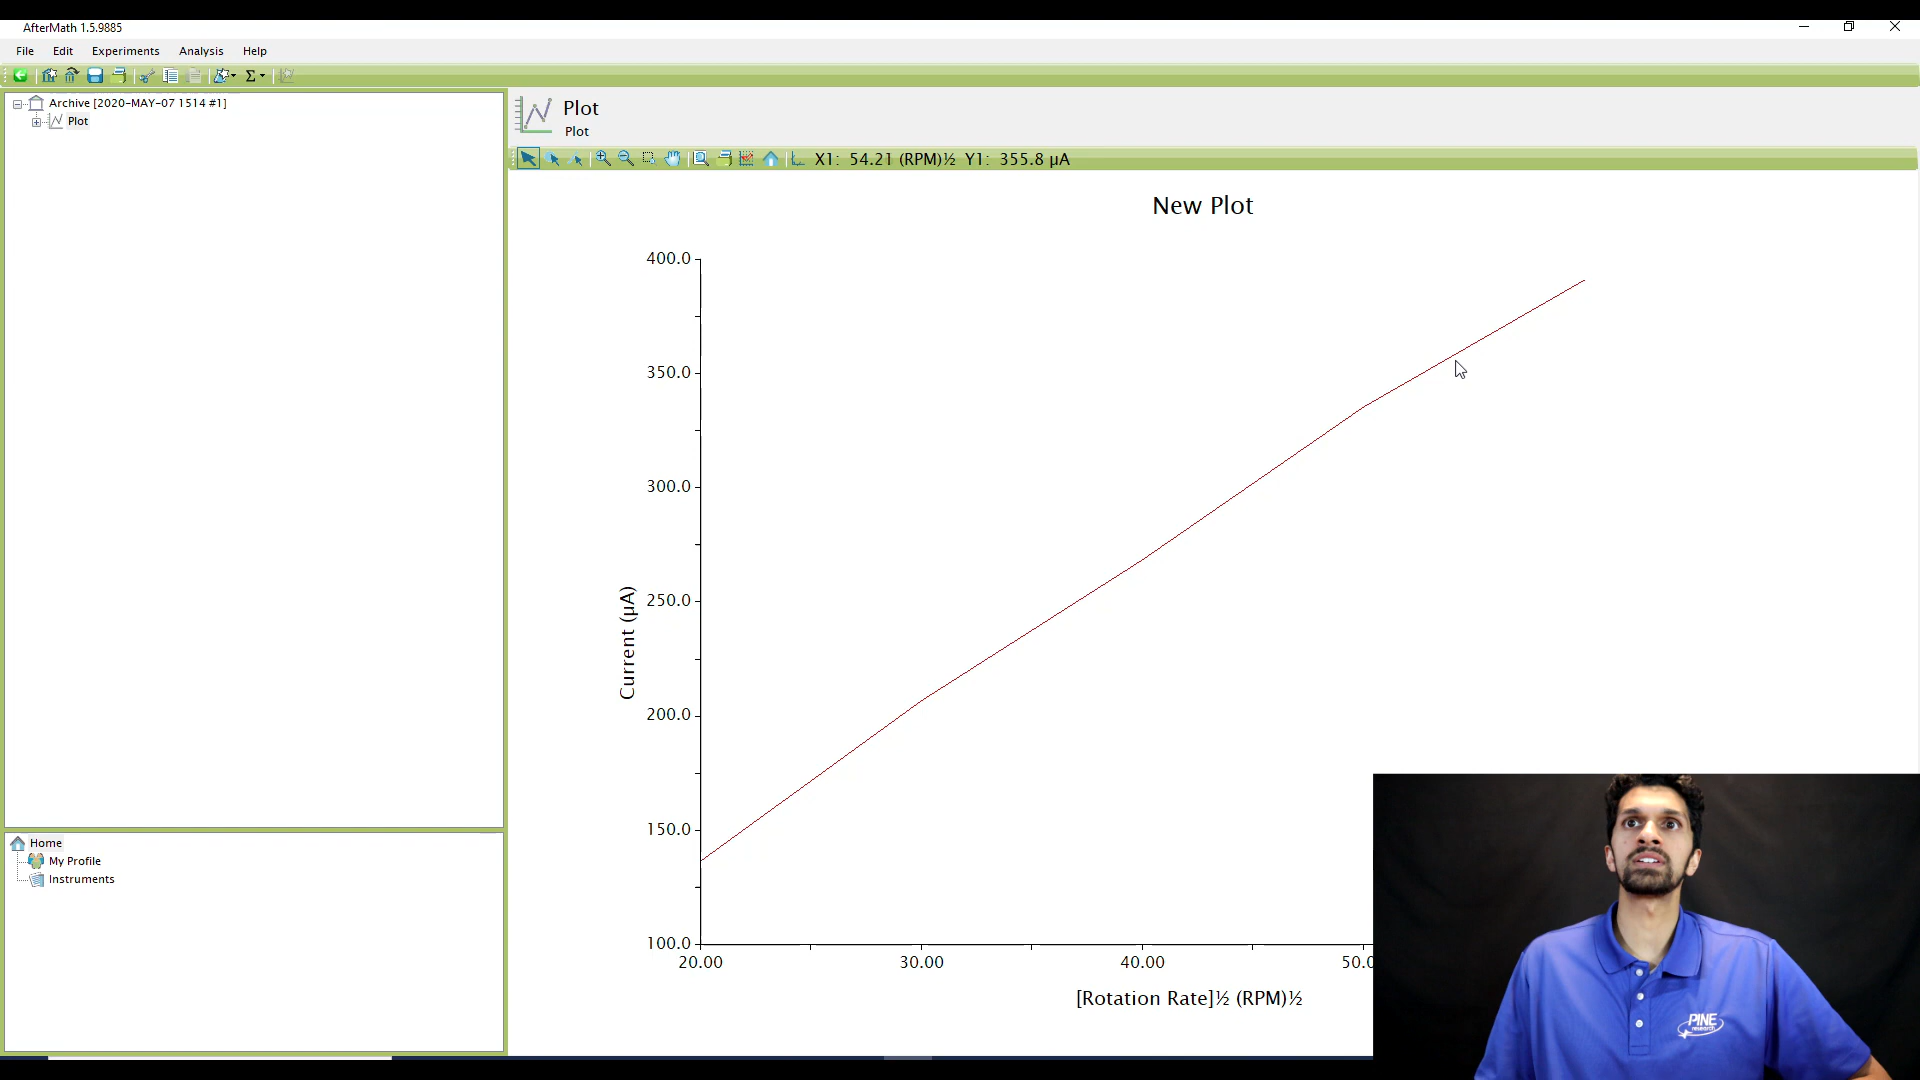 AfterMath 1.5.9885
File Edit Experiments Analysis Help
Archive [2020-MAY-07 1514 #1]
Plot
Plot
Plot
X1: 54.21 (RPM)½ Y1: 355.8 µA
New Plot
400.0
350.0
300.0
250.0
200.0
150.0
100.0
Current (µA)
20.00 30.00 40.00 50.0
[Rotation Rate]½ (RPM)½
Home
My Profile
Instruments
PINE
research